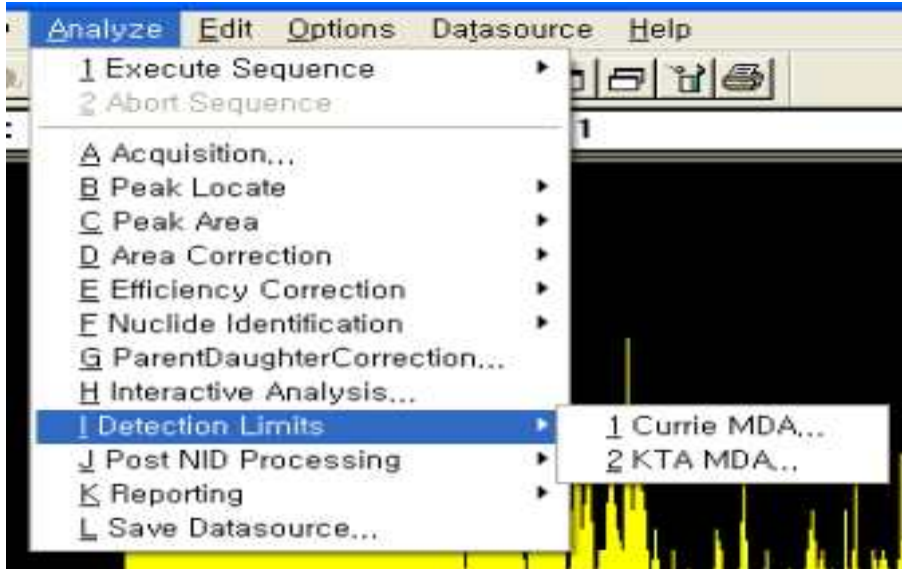 Analyze Edit Options Datasource Help
1 Execute Sequence
2 Abort Sequence
1
A Acquisition...
B Peak Locate
C Peak Area
D Area Correction
E Efficiency Correction
F Nuclide Identification
G ParentDaughterCorrection...
H Interactive Analysis...
I Detection Limits
1 Currie MDA...
2 KTA MDA...
J Post NID Processing
K Reporting
L Save Datasource...